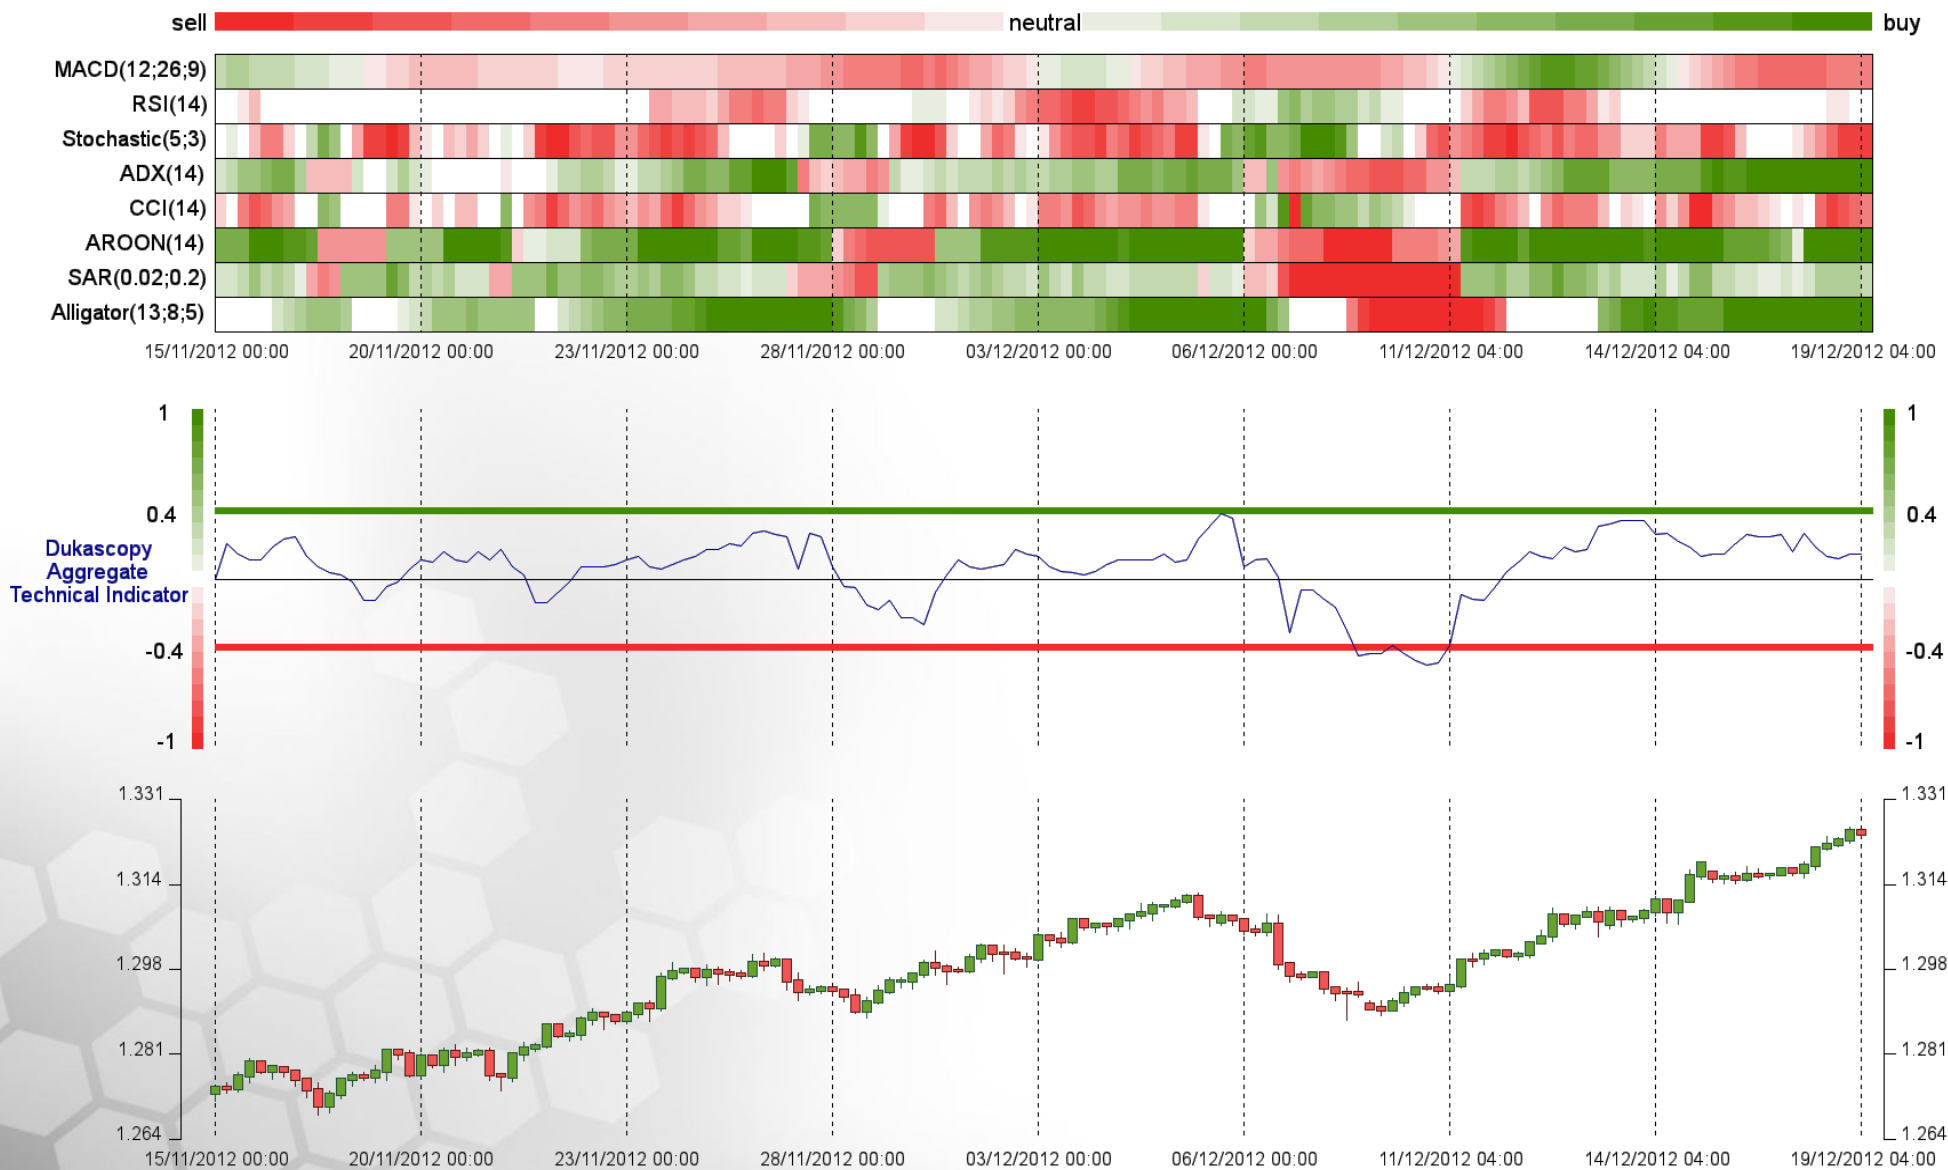 sell neutral buy
MACD(12;26;9)
RSI(14)
Stochastic(5;3)
ADX(14)
CCI(14)
AROON(14)
SAR(0.02;0.2)
Alligator(13;8;5)
15/11/2012 00:00 20/11/2012 00:00 23/11/2012 00:00 28/11/2012 00:00 03/12/2012 00:00 06/12/2012 00:00 11/12/2012 04:00 14/12/2012 04:00 19/12/2012 04:00
1 1
0.4 0.4
Dukascopy
Aggregate
Technical Indicator
-0.4 -0.4
-1 -1
1.331 1.331
1.314 1.314
1.298 1.298
1.281 1.281
1.264 1.264
15/11/2012 00:00 20/11/2012 00:00 23/11/2012 00:00 28/11/2012 00:00 03/12/2012 00:00 06/12/2012 00:00 11/12/2012 04:00 14/12/2012 04:00 19/12/2012 04:00